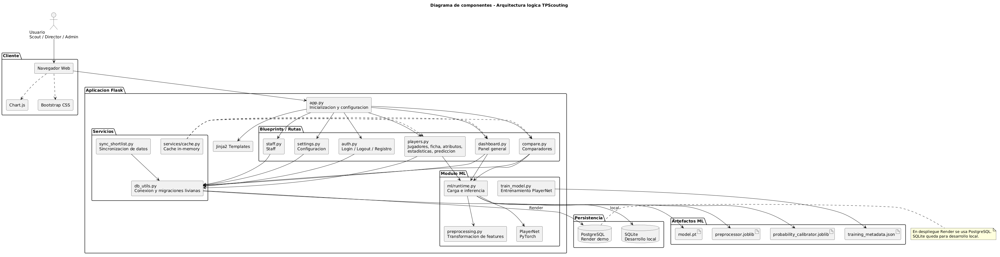 Diagrama de componentes - Arquitectura logica TPScouting
Usuario
Scout / Director / Admin
Cliente
Navegador Web
Chart.js
Bootstrap CSS
Aplicacion Flask
app.py
Inicializacion y configuracion
Servicios
sync_shortlist.py
Sincronizacion de datos
services/cache.py
Cache in-memory
Jinja2 Templates
Blueprints / Rutas
staff.py
Staff
settings.py
Configuracion
auth.py
Login / Logout / Registro
players.py
Jugadores, ficha, atributos,
estadisticas, prediccion
dashboard.py
Panel general
compare.py
Comparadores
db_utils.py
Conexion y migraciones livianas
Modulo ML
ml/runtime.py
Carga e inferencia
train_model.py
Entrenamiento PlayerNet
Render
local
preprocessing.py
Transformacion de features
PlayerNet
PyTorch
Persistencia
PostgreSQL
Render demo
SQLite
Desarrollo local
Artefactos ML
model.pt
preprocessor.joblib
probability_calibrator.joblib
training_metadata.json
En despliegue Render se usa PostgreSQL.
SQLite queda para desarrollo local.